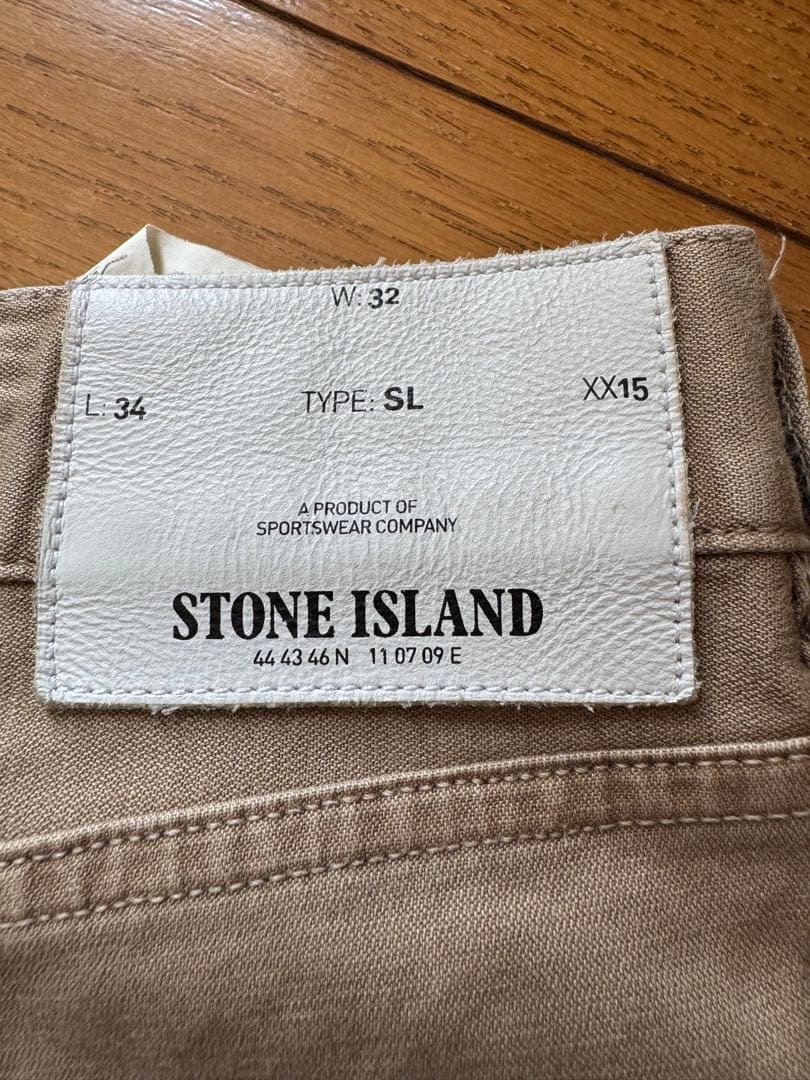 W: 32
L: 34 TYPE: SL XX15
A PRODUCT OF
SPORTSWEAR COMPANY
STONE ISLAND
44 43 46 N 11 07 09 E